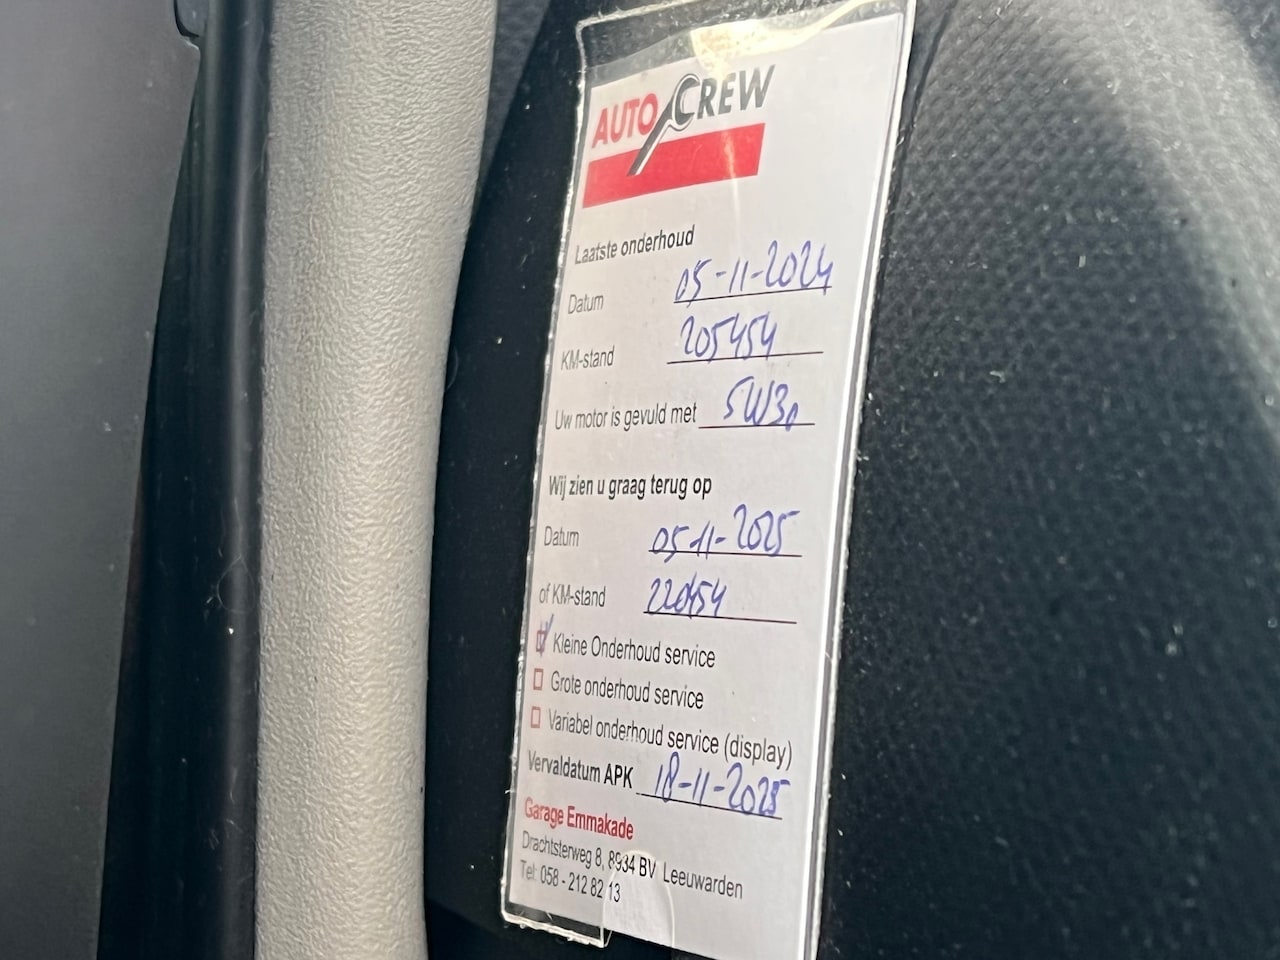 AUTO CREW
Laatste onderhoud
Datum 05-11-2024
KM-stand 205454
Uw motor is gevuld met 5W30
Wij zien u graag terug op
Datum 05-11-2025
of KM-stand 220454
Kleine Onderhoud service
Grote onderhoud service
Variabel onderhoud service (display)
Vervaldatum APK 18-11-2025
Garage Emmakade
Drachtsterweg 8, 8934 BV Leeuwarden
Tel: 058 - 212 82 13